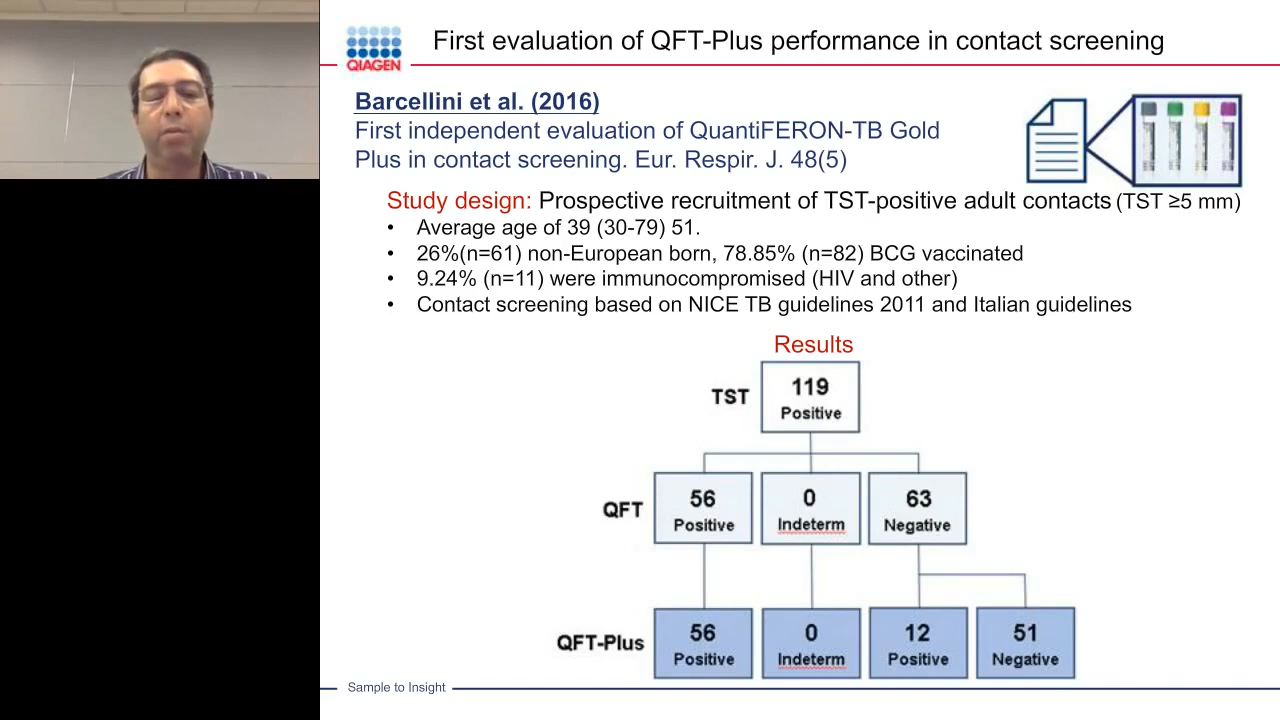 QIAGEN
First evaluation of QFT-Plus performance in contact screening
Barcellini et al. (2016)
First independent evaluation of QuantiFERON-TB Gold
Plus in contact screening. Eur. Respir. J. 48(5)
Study design: Prospective recruitment of TST-positive adult contacts (TST ≥5 mm)
• Average age of 39 (30-79) 51.
• 26%(n=61) non-European born, 78.85% (n=82) BCG vaccinated
• 9.24% (n=11) were immunocompromised (HIV and other)
• Contact screening based on NICE TB guidelines 2011 and Italian guidelines
Results
TST
119
Positive
QFT
56
Positive
0
Indeterm
63
Negative
QFT-Plus
56
Positive
0
Indeterm
12
Positive
51
Negative
Sample to Insight